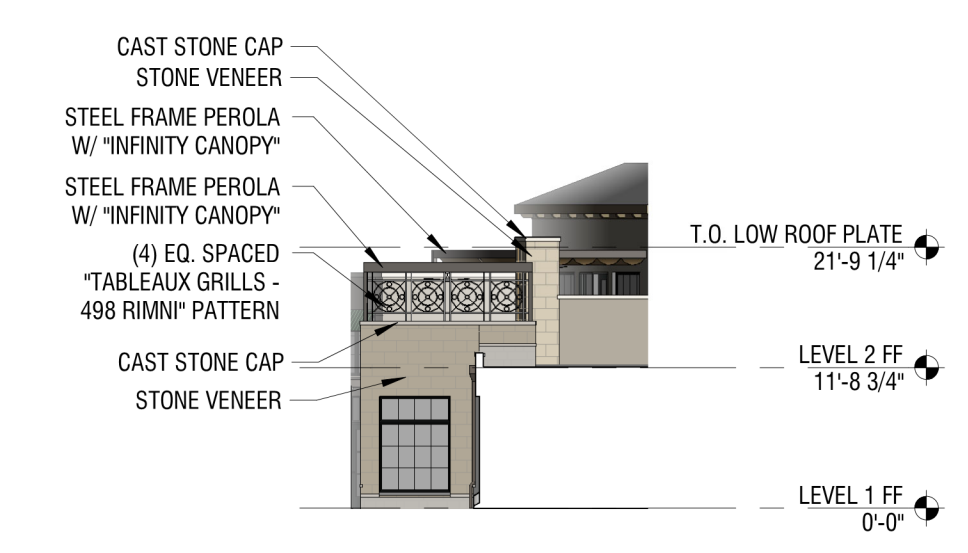 CAST STONE CAP
STONE VENEER
STEEL FRAME PEROLA
W/ "INFINITY CANOPY"
STEEL FRAME PEROLA
W/ "INFINITY CANOPY"
(4) EQ. SPACED
"TABLEAUX GRILLS -
498 RIMNI" PATTERN
CAST STONE CAP
STONE VENEER
T.O. LOW ROOF PLATE
21'-9 1/4"
LEVEL 2 FF
11'-8 3/4"
LEVEL 1 FF
0'-0"